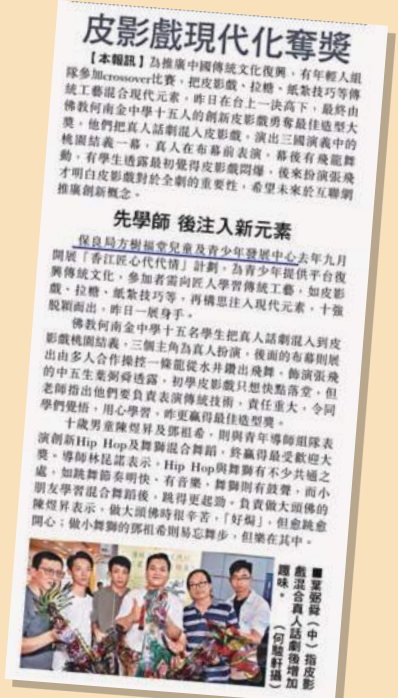 皮影戲現代化奪獎
【本報訊】為推廣中國傳統文化復興，有年輕人組
隊參加crossover比賽，把皮影戲、拉糖、紙紮技巧等傳
統工藝混合現代元素，昨日在台上一決高下，最終由
佛教何南金中學十五人的創新皮影戲勇奪最佳造型大
獎，他們把真人話劇混入皮影戲，演出三國演義中的
桃園結義一幕，真人在布幕前表演，幕後有飛龍舞
動，有學生透露最初覺得皮影戲悶爆，後來扮演張飛
才明白皮影戲對於全劇的重要性，希望未來於互聯網
推廣創新概念。
先學師 後注入新元素
保良局方樹福堂兒童及青少年發展中心去年九月
開展「香江匠心代代情」計劃，為青少年提供平台復
興傳統文化，參加者需向匠人學習傳統工藝，如皮影
戲、拉糖、紙紮技巧等，再構思注入現代元素，十強
脫穎而出，昨日一展身手。
佛教何南金中學十五名學生把真人話劇混入到皮
影戲桃園結義，三個主角為真人扮演，後面的布幕則展
出由多人合作操控一條龍從水井鑽出飛舞，飾演張飛
的中五生葉弼舜透露，初學皮影戲只想快點落堂，但
老師指出他們要負責表演傳統技術，責任重大，令同
學們覺悟，用心學習，昨更贏得最佳造型獎。
十歲男童陳煜昇及鄧祖希，則與青年導師組隊表
演創新Hip Hop及舞獅混合舞蹈，終贏得最受歡迎大
獎。導師林昆諾表示，Hip Hop與舞獅有不少共通之
處，如跳舞節奏明快、有音樂，舞獅則有鼓聲，而小
朋友學習混合舞蹈後，跳得更起勁。負責做大頭佛的
陳煜昇表示，做大頭佛時很辛苦，「好焗」，但愈跳愈
開心；做小舞獅的鄧祖希則易忘舞步，但樂在其中。
■葉弼舜（中）指皮影
戲混合真人話劇後增加
趣味。 （何駿軒攝）